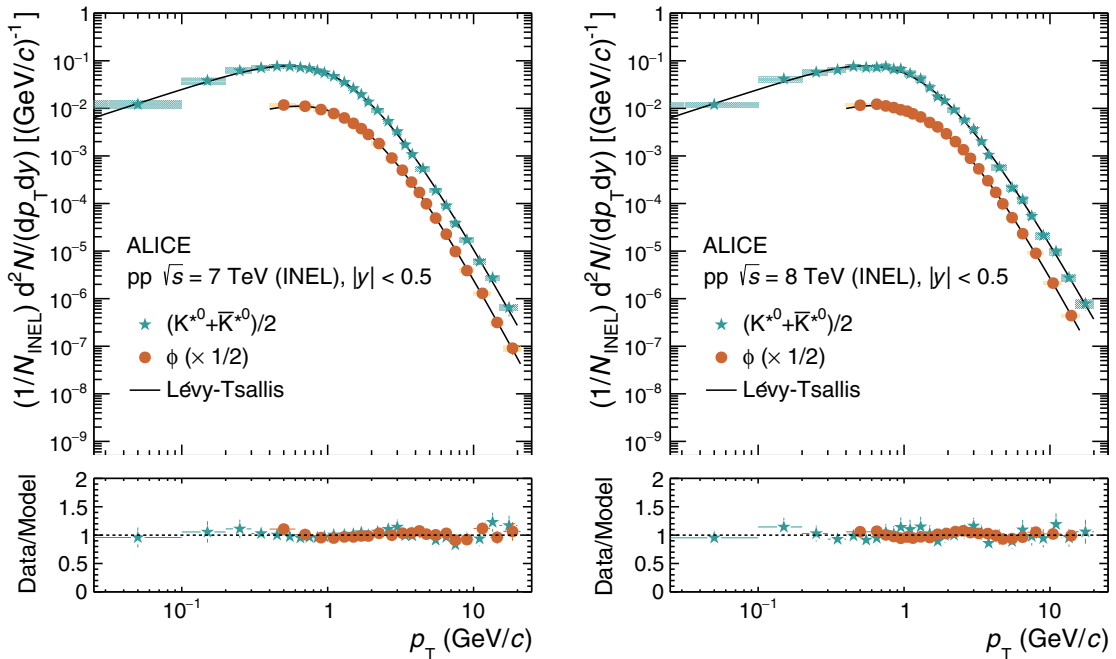 (1/N_INEL) d²N/(dp_T dy) [(GeV/c)⁻¹]
1
10⁻¹
10⁻²
10⁻³
10⁻⁴
10⁻⁵
10⁻⁶
10⁻⁷
10⁻⁸
10⁻⁹
ALICE
pp √s = 7 TeV (INEL), |y| < 0.5
(K*⁰+K̅*⁰)/2
ϕ (× 1/2)
Lévy-Tsallis
Data/Model
2
1.5
1
0.5
0
10⁻¹ 1 10
p_T (GeV/c)
(1/N_INEL) d²N/(dp_T dy) [(GeV/c)⁻¹]
1
10⁻¹
10⁻²
10⁻³
10⁻⁴
10⁻⁵
10⁻⁶
10⁻⁷
10⁻⁸
10⁻⁹
ALICE
pp √s = 8 TeV (INEL), |y| < 0.5
(K*⁰+K̅*⁰)/2
ϕ (× 1/2)
Lévy-Tsallis
Data/Model
2
1.5
1
0.5
0
10⁻¹ 1 10
p_T (GeV/c)